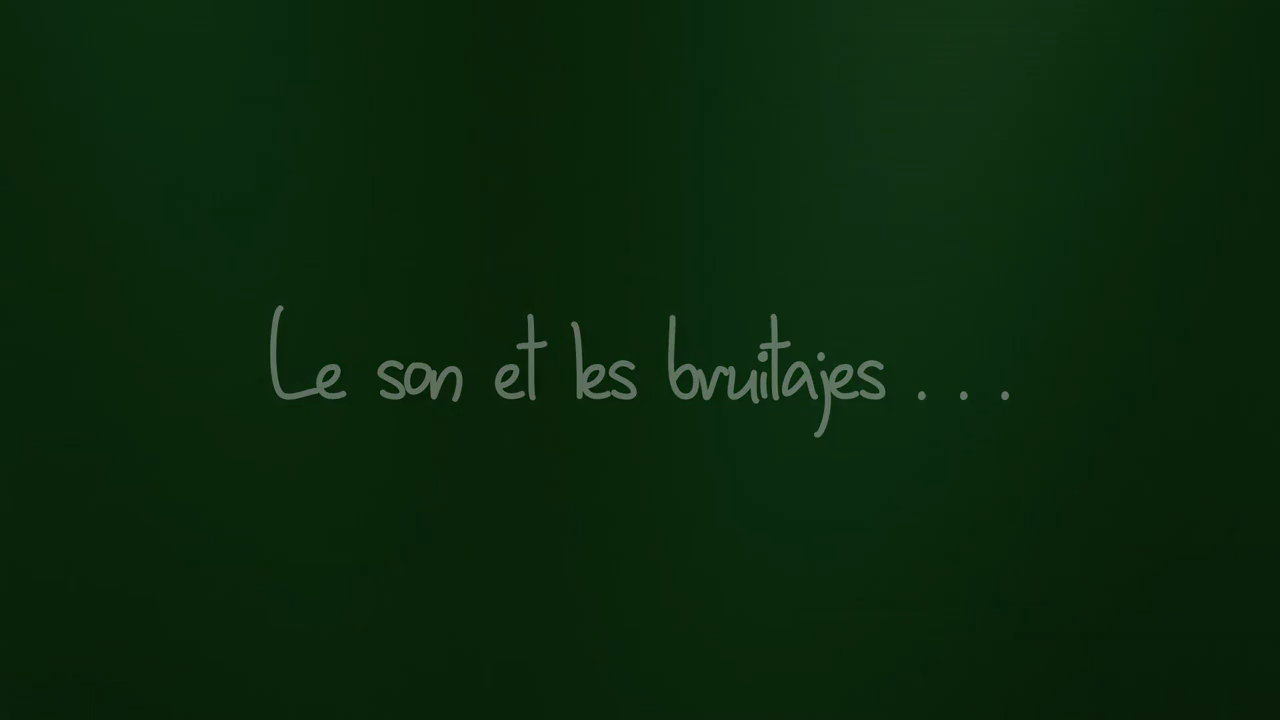 Le son et les bruitajes . . .